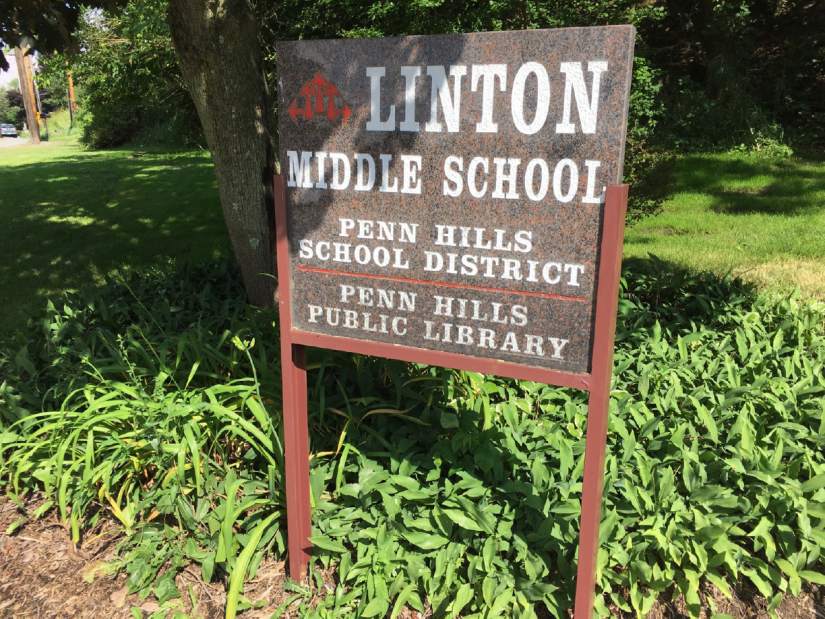 LINTON
MIDDLE SCHOOL
PENN HILLS
SCHOOL DISTRICT
PENN HILLS
PUBLIC LIBRARY